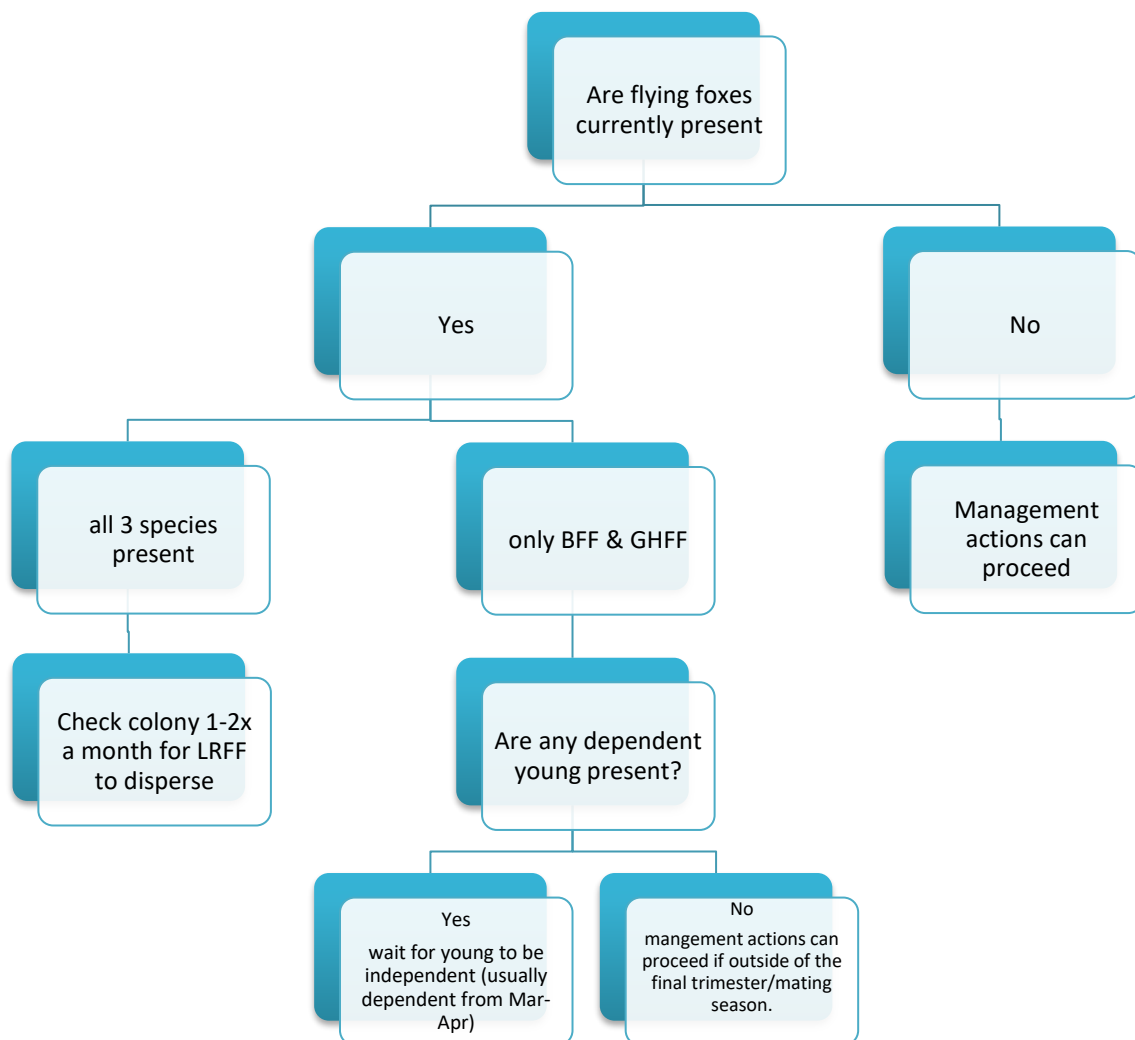 Are flying foxes
currently present
Yes
No
all 3 species
present
only BFF & GHFF
Management
actions can
proceed
Check colony 1-2x
a month for LRFF
to disperse
Are any dependent
young present?
Yes
wait for young to be
independent (usually
dependent from Mar-
Apr)
No
mangement actions can
proceed if outside of the
final trimester/mating
season.